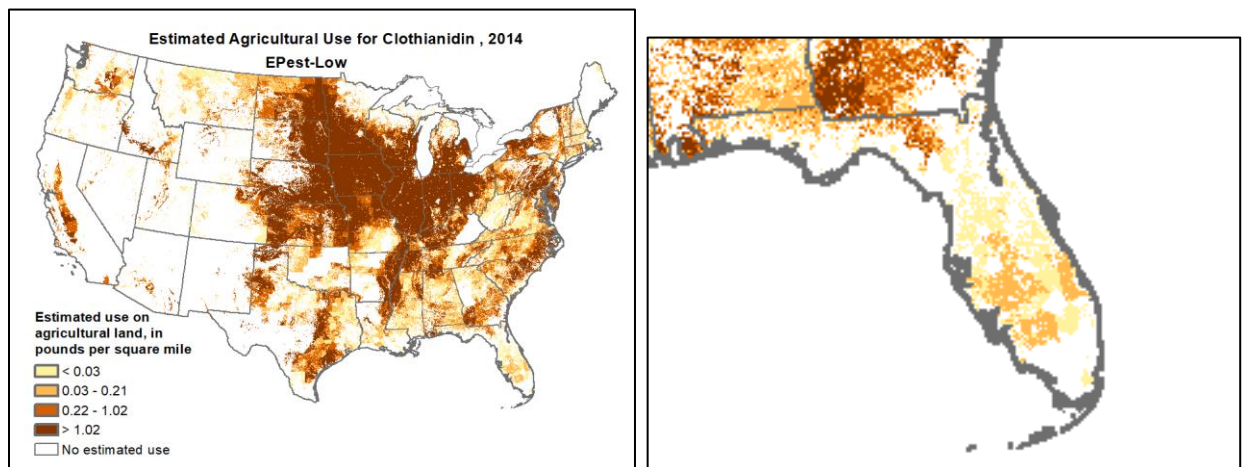 Estimated Agricultural Use for Clothianidin , 2014
EPest-Low
Estimated use on
agricultural land, in
pounds per square mile
< 0.03
0.03 - 0.21
0.22 - 1.02
> 1.02
No estimated use